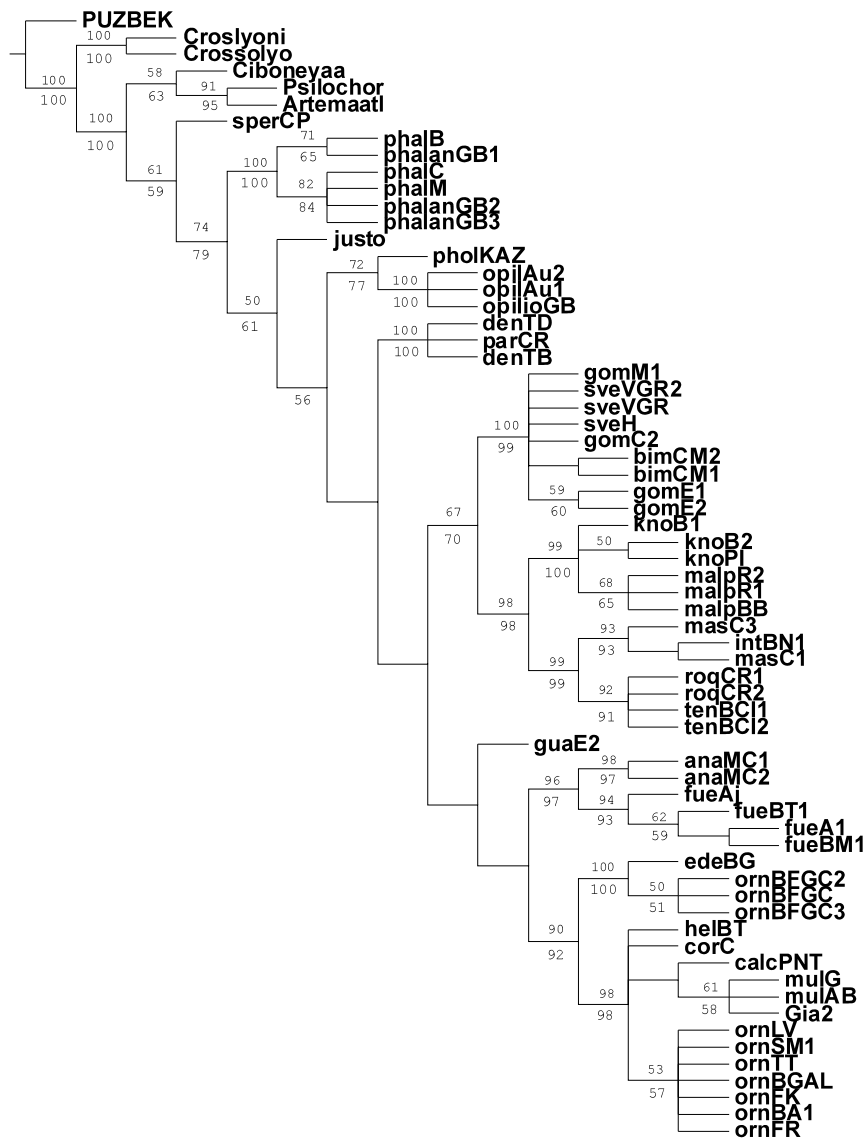 PUZBEK
100 Croslyoni
100 Crossolyo
58 Ciboneyaa
100 91 Psilochor
100 63 95 Artemaatl
100 sperCP
100
71 phalB
65 phalanGB1
61 100 phalC
59 100 82 phalM
84 phalanGB2
phalanGB3
74
justo
79 72 pholKAZ
77 100 opilAu2
opilAu1
50 100 opilioGB
61 100 denTD
parCR
100 denTB
gomM1
56 sveVGR2
sveVGR
100 sveH
99 gomC2
bimCM2
bimCM1
59 gomE1
67 60 gomE2
knoB1
70 99 50 knoB2
100 knoPI
68 malpR2
malpR1
98 65 malpBB
98 93 masC3
93 intBN1
99 masC1
99 roqCR1
92 roqCR2
tenBCI1
91 tenBCI2
guaE2
98 anaMC1
96 97 anaMC2
97 94 fueAj
93 62 fueBT1
59 fueA1
fueBM1
100 edeBG
100 50 ornBFGC2
ornBFGC
51 ornBFGC3
90 helBT
92 corC
calcPNT
61 mulG
98 mulAB
98 58 Gia2
ornLV
ornSM1
53 ornTT
57 ornBGAL
ornFK
ornBA1
ornFR